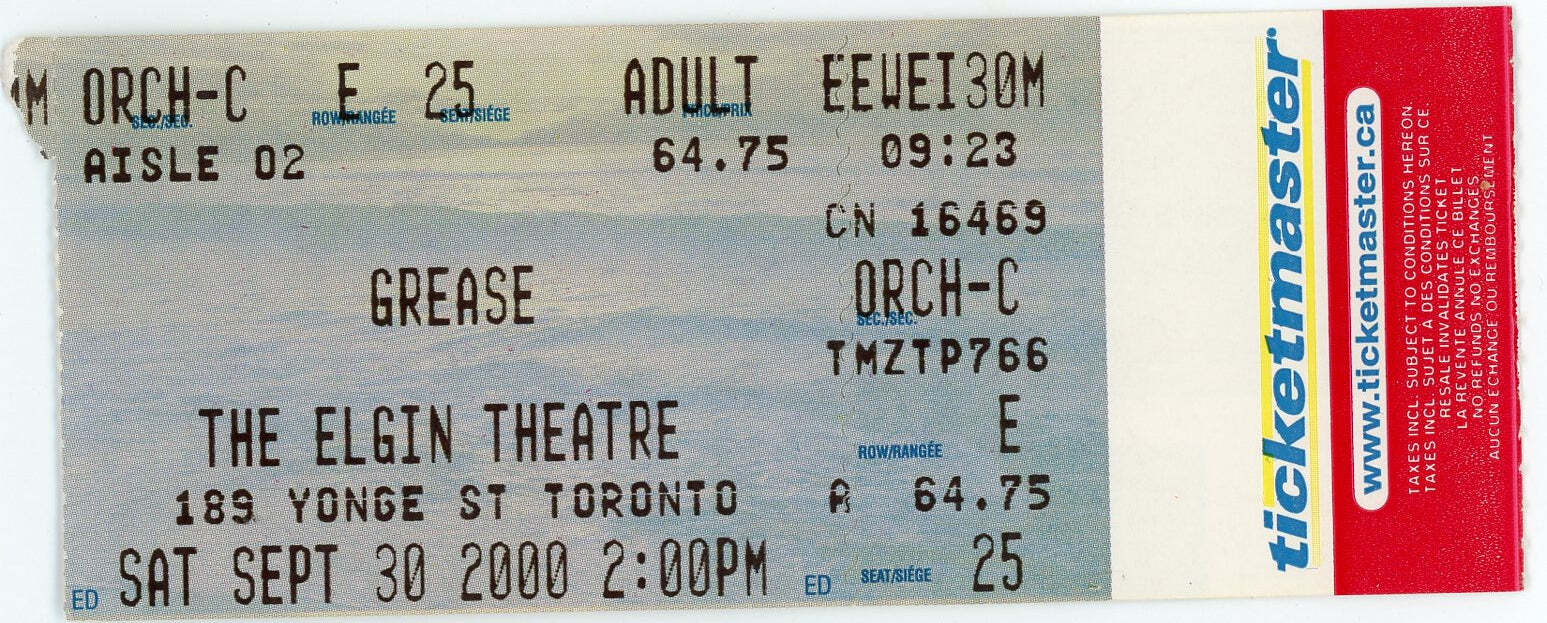 1M ORCH-C E 25 ADULT EEWEI30M
SEC./SEC. ROW/RANGÉE SEAT/SIÉGE PRICE/PRIX
AISLE 02 64.75 09:23
CN 16469
GREASE ORCH-C
SEC./SEC.
TMZTP766
THE ELGIN THEATRE E
ROW/RANGÉE
189 YONGE ST TORONTO A 64.75
SAT SEPT 30 2000 2:00PM 25
ED ED SEAT/SIÉGE
ticketmaster
www.ticketmaster.ca
TAXES INCL. SUBJECT TO CONDITIONS HEREON.
TAXES INCL. SUJET A DES CONDITIONS SUR CE.
RESALE INVALIDATES TICKET
LA REVENTE ANNULE CE BILLET
NO REFUNDS NO EXCHANGES
AUCUN ECHANGE OU REMBOURSEMENT